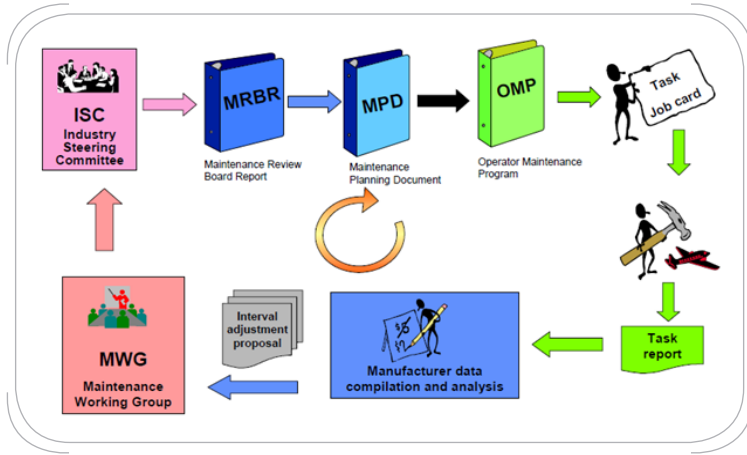 ISC
Industry
Steering
Committee
MRBR
Maintenance Review
Board Report
MPD
Maintenance
Planning Document
OMP
Operator Maintenance
Program
Task
Job card
Task
report
Manufacturer data
compilation and analysis
Interval
adjustment
proposal
MWG
Maintenance
Working Group